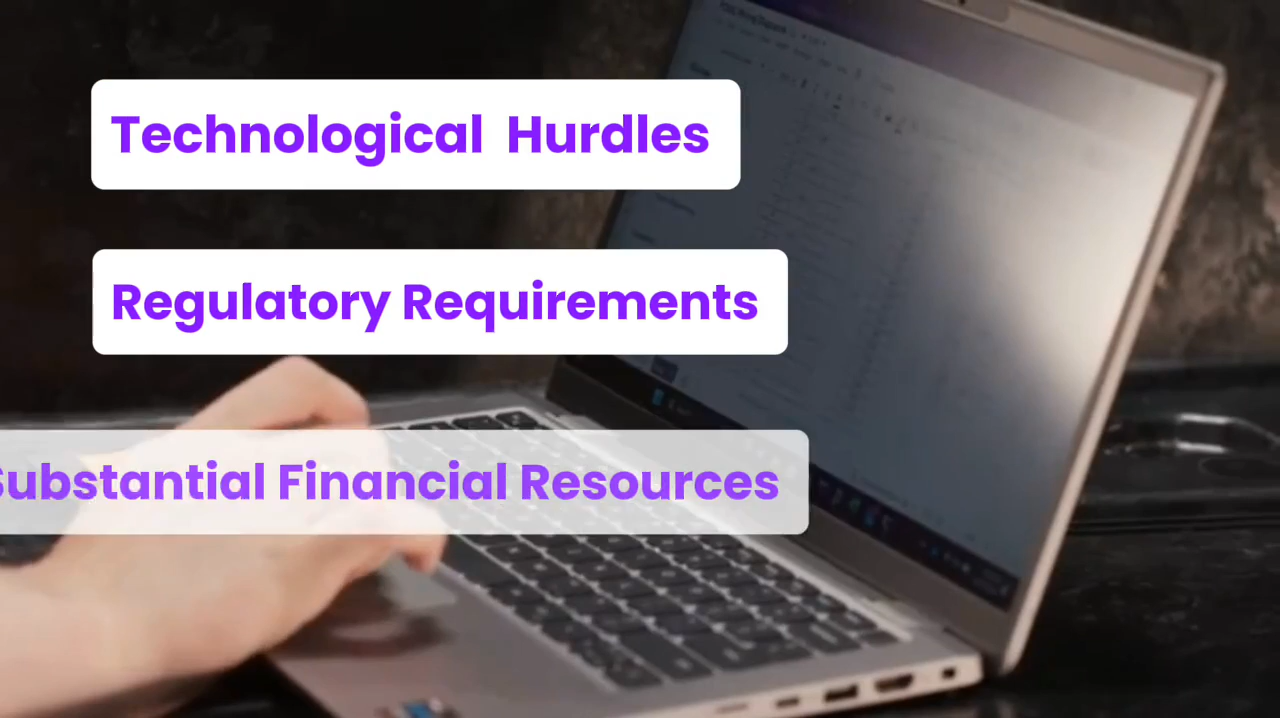 Technological Hurdles
Regulatory Requirements
Substantial Financial Resources